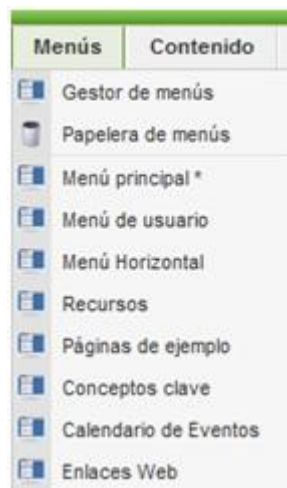 Menús Contenido
Gestor de menús
Papelera de menús
Menú principal *
Menú de usuario
Menú Horizontal
Recursos
Páginas de ejemplo
Conceptos clave
Calendario de Eventos
Enlaces Web